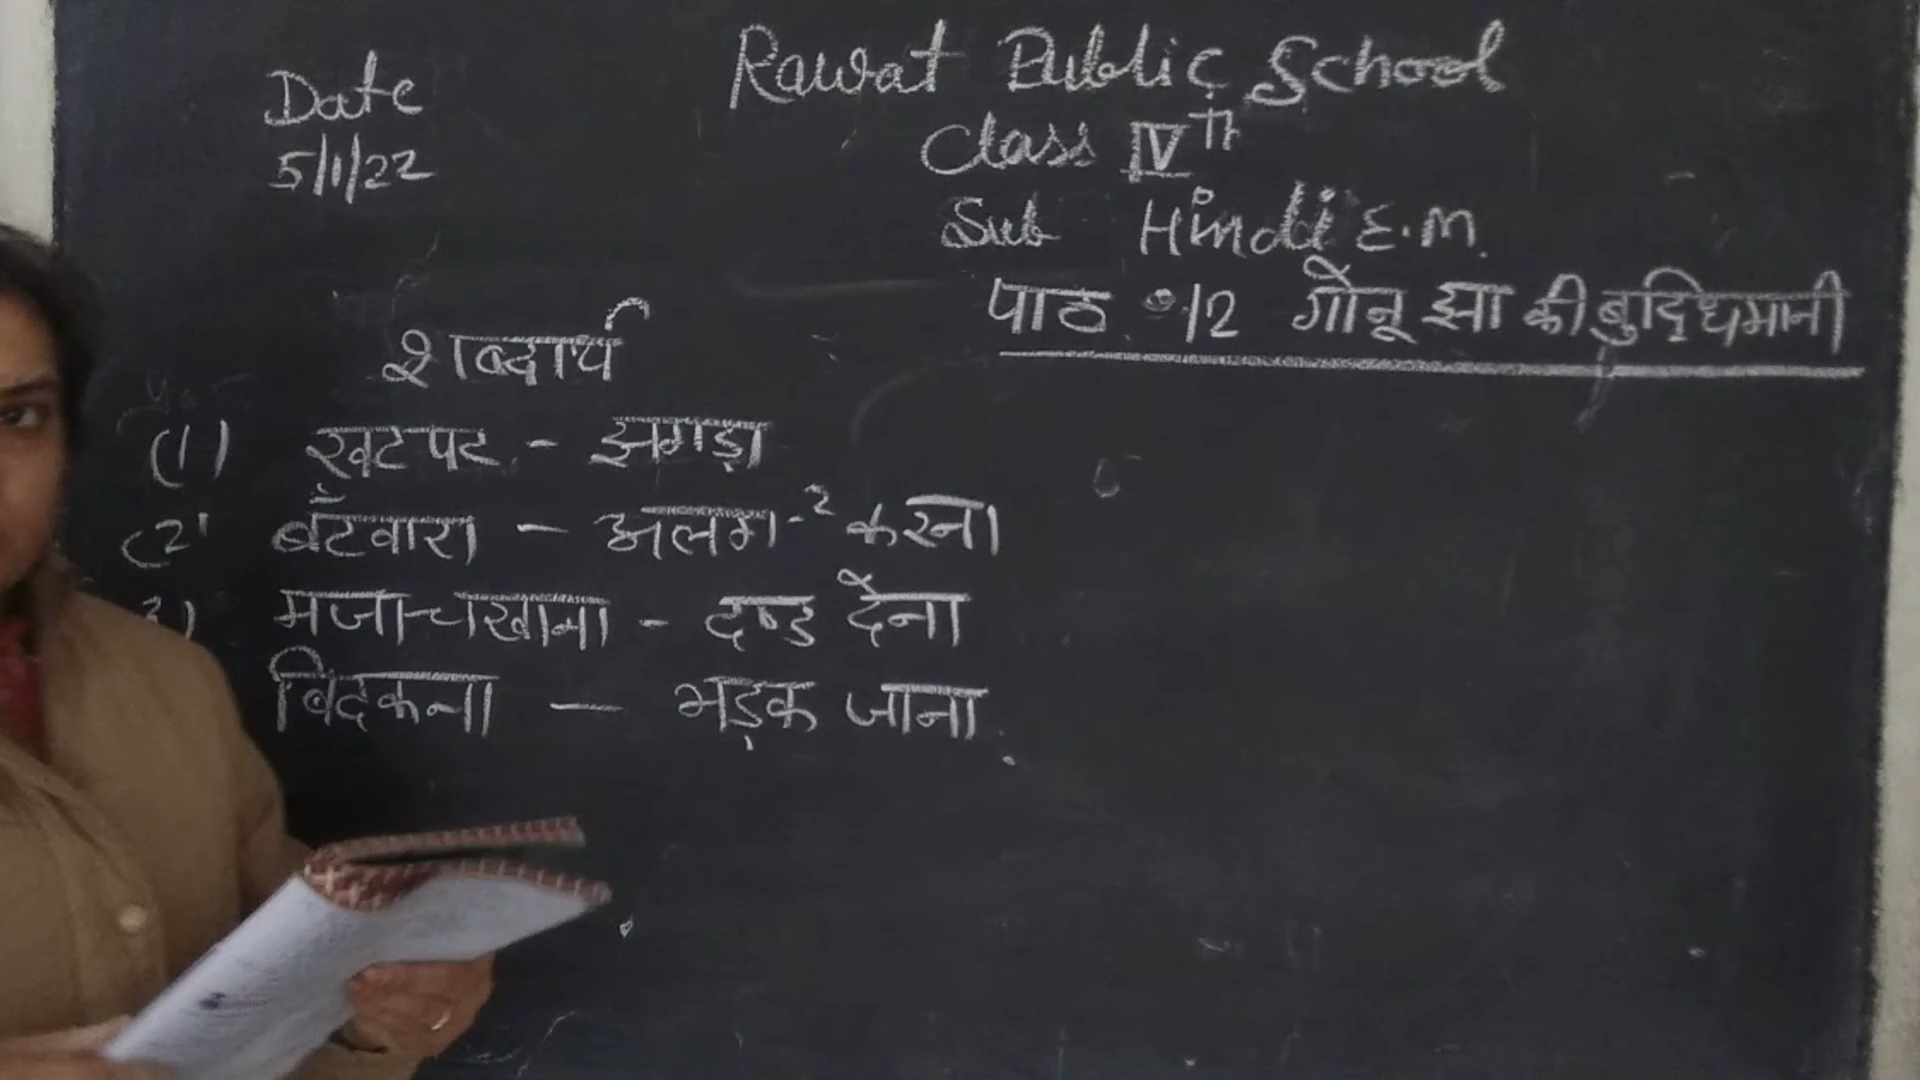 Rawat Public School
Date
Class IVth
5/1/22
Sub Hindi E.M.
पाठ 12 गोनू झा की बुद्धिमानी
शब्दार्थ
(1) खटपट - झगड़ा
(2) बँटवारा - अलग-2 करना
3) मजा चखाना - दण्ड देना
बिदकना - भड़क जाना